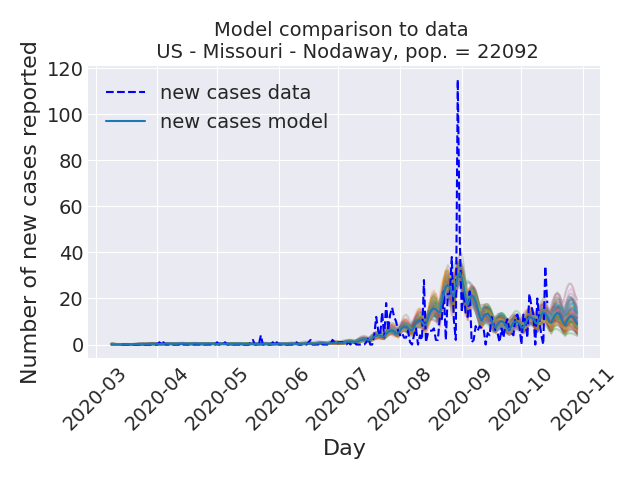 Model comparison to data
US - Missouri - Nodaway, pop. = 22092
new cases data
new cases model
Number of new cases reported
120
100
80
60
40
20
0
2020-03
2020-04
2020-05
2020-06
2020-07
2020-08
2020-09
2020-10
2020-11
Day